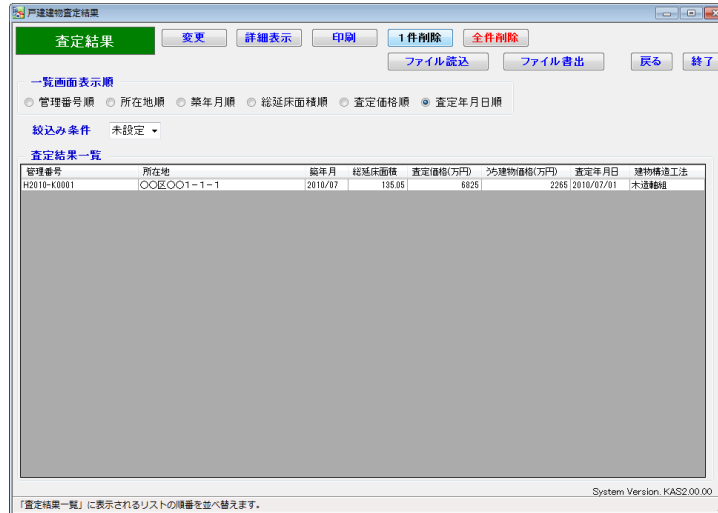 戸建建物査定結果
査定結果 変更 詳細表示 印刷 1件削除 全件削除
ファイル読込 ファイル書出 戻る 終了
一覧画面表示順
管理番号順 所在地順 築年月順 総延床面積順 査定価格順 査定年月日順
絞込み条件 未設定
査定結果一覧
管理番号 所在地 築年月 総延床面積 査定価格(万円) うち建物価格(万円) 査定年月日 建物構造工法
H2010-K0001 〇〇区〇〇1-1-1 2010/07 135.05 6825 2265 2010/07/01 木造軸組
System Version. KAS2.00.00
「査定結果一覧」に表示されるリストの順番を並べ替えます。